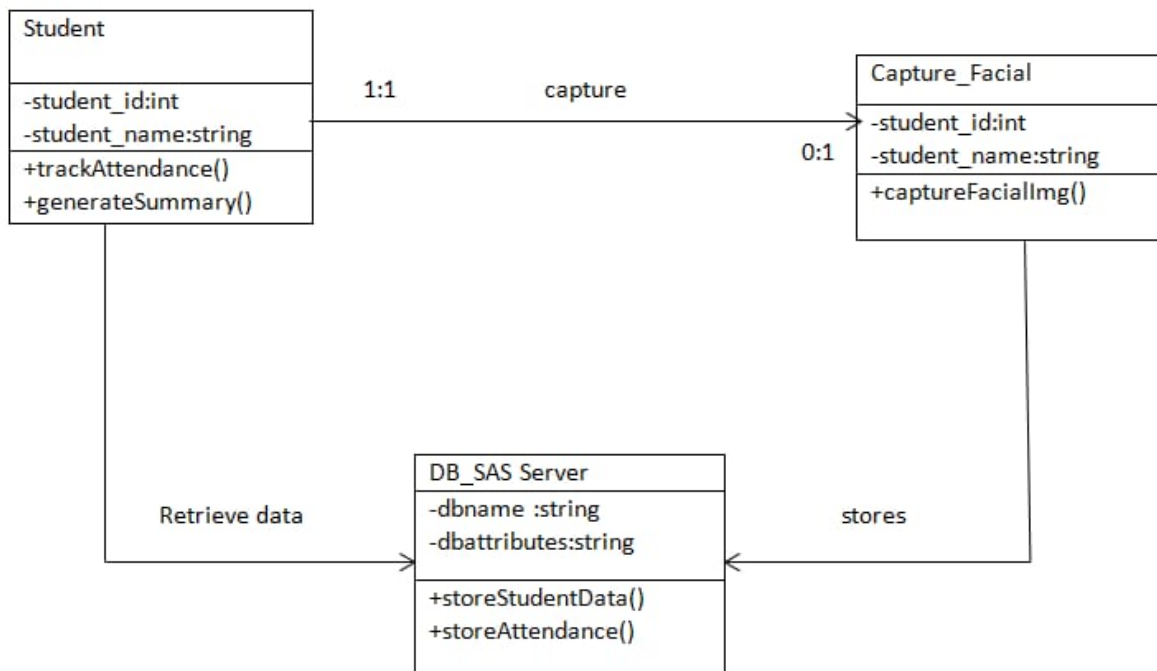 Student
-student_id:int
-student_name:string
+trackAttendance()
+generateSummary()
1:1
capture
0:1
Capture_Facial
-student_id:int
-student_name:string
+captureFacialImg()
Retrieve data
DB_SAS Server
-dbname :string
-dbattributes:string
+storeStudentData()
+storeAttendance()
stores